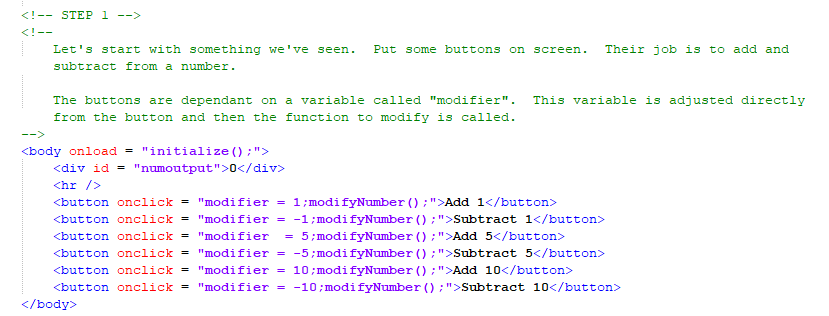 <!-- STEP 1 -->
<!--
Let's start with something we've seen.  Put some buttons on screen.  Their job is to add and
subtract from a number.
The buttons are dependant on a variable called "modifier".  This variable is adjusted directly
from the button and then the function to modify is called.
-->
<body onload = "initialize();">
<div id = "numoutput">0</div>
<hr />
<button onclick = "modifier = 1;modifyNumber();">Add 1</button>
<button onclick = "modifier = -1;modifyNumber();">Subtract 1</button>
<button onclick = "modifier  = 5;modifyNumber();">Add 5</button>
<button onclick = "modifier = -5;modifyNumber();">Subtract 5</button>
<button onclick = "modifier = 10;modifyNumber();">Add 10</button>
<button onclick = "modifier = -10;modifyNumber();">Subtract 10</button>
</body>